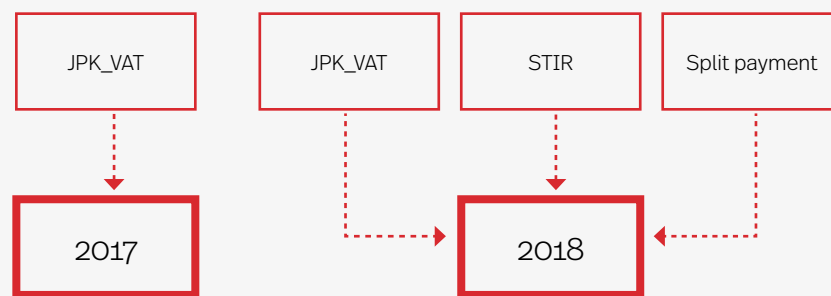 JPK_VAT
JPK_VAT
STIR
Split payment
2017
2018